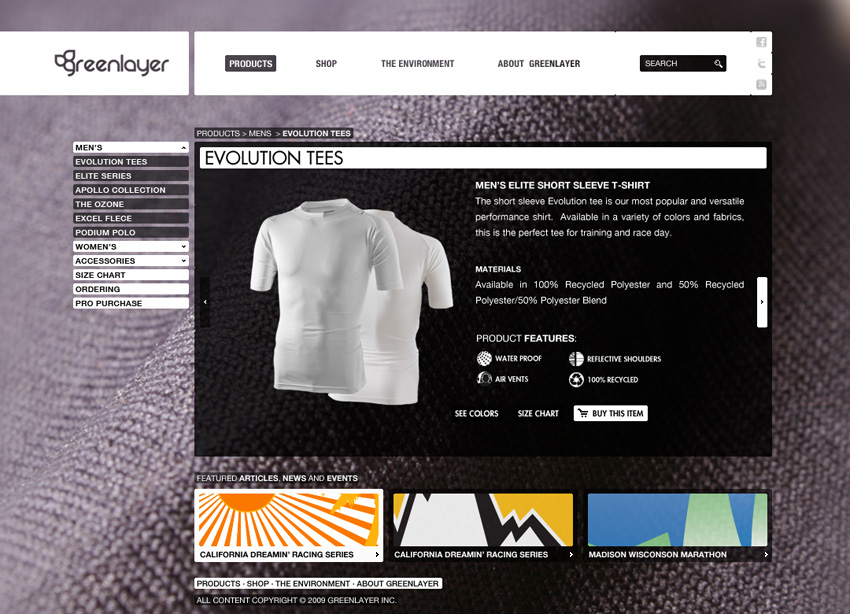 greenlayer
PRODUCTS SHOP THE ENVIRONMENT ABOUT GREENLAYER SEARCH
PRODUCTS > MENS > EVOLUTION TEES
MEN'S
EVOLUTION TEES
ELITE SERIES
APOLLO COLLECTION
THE OZONE
EXCEL FLECE
PODIUM POLO
WOMEN'S
ACCESSORIES
SIZE CHART
ORDERING
PRO PURCHASE
EVOLUTION TEES
MEN'S ELITE SHORT SLEEVE T-SHIRT
The short sleeve Evolution tee is our most popular and versatile
performance shirt. Available in a variety of colors and fabrics,
this is the perfect tee for training and race day.
MATERIALS
Available in 100% Recycled Polyester and 50% Recycled
Polyester/50% Polyester Blend
PRODUCT FEATURES:
WATER PROOF REFLECTIVE SHOULDERS
AIR VENTS 100% RECYCLED
SEE COLORS SIZE CHART BUY THIS ITEM
FEATURED ARTICLES, NEWS AND EVENTS
CALIFORNIA DREAMIN' RACING SERIES
CALIFORNIA DREAMIN' RACING SERIES
MADISON WISCONSON MARATHON
PRODUCTS · SHOP · THE ENVIRONMENT · ABOUT GREENLAYER
ALL CONTENT COPYRIGHT © 2009 GREENLAYER INC.